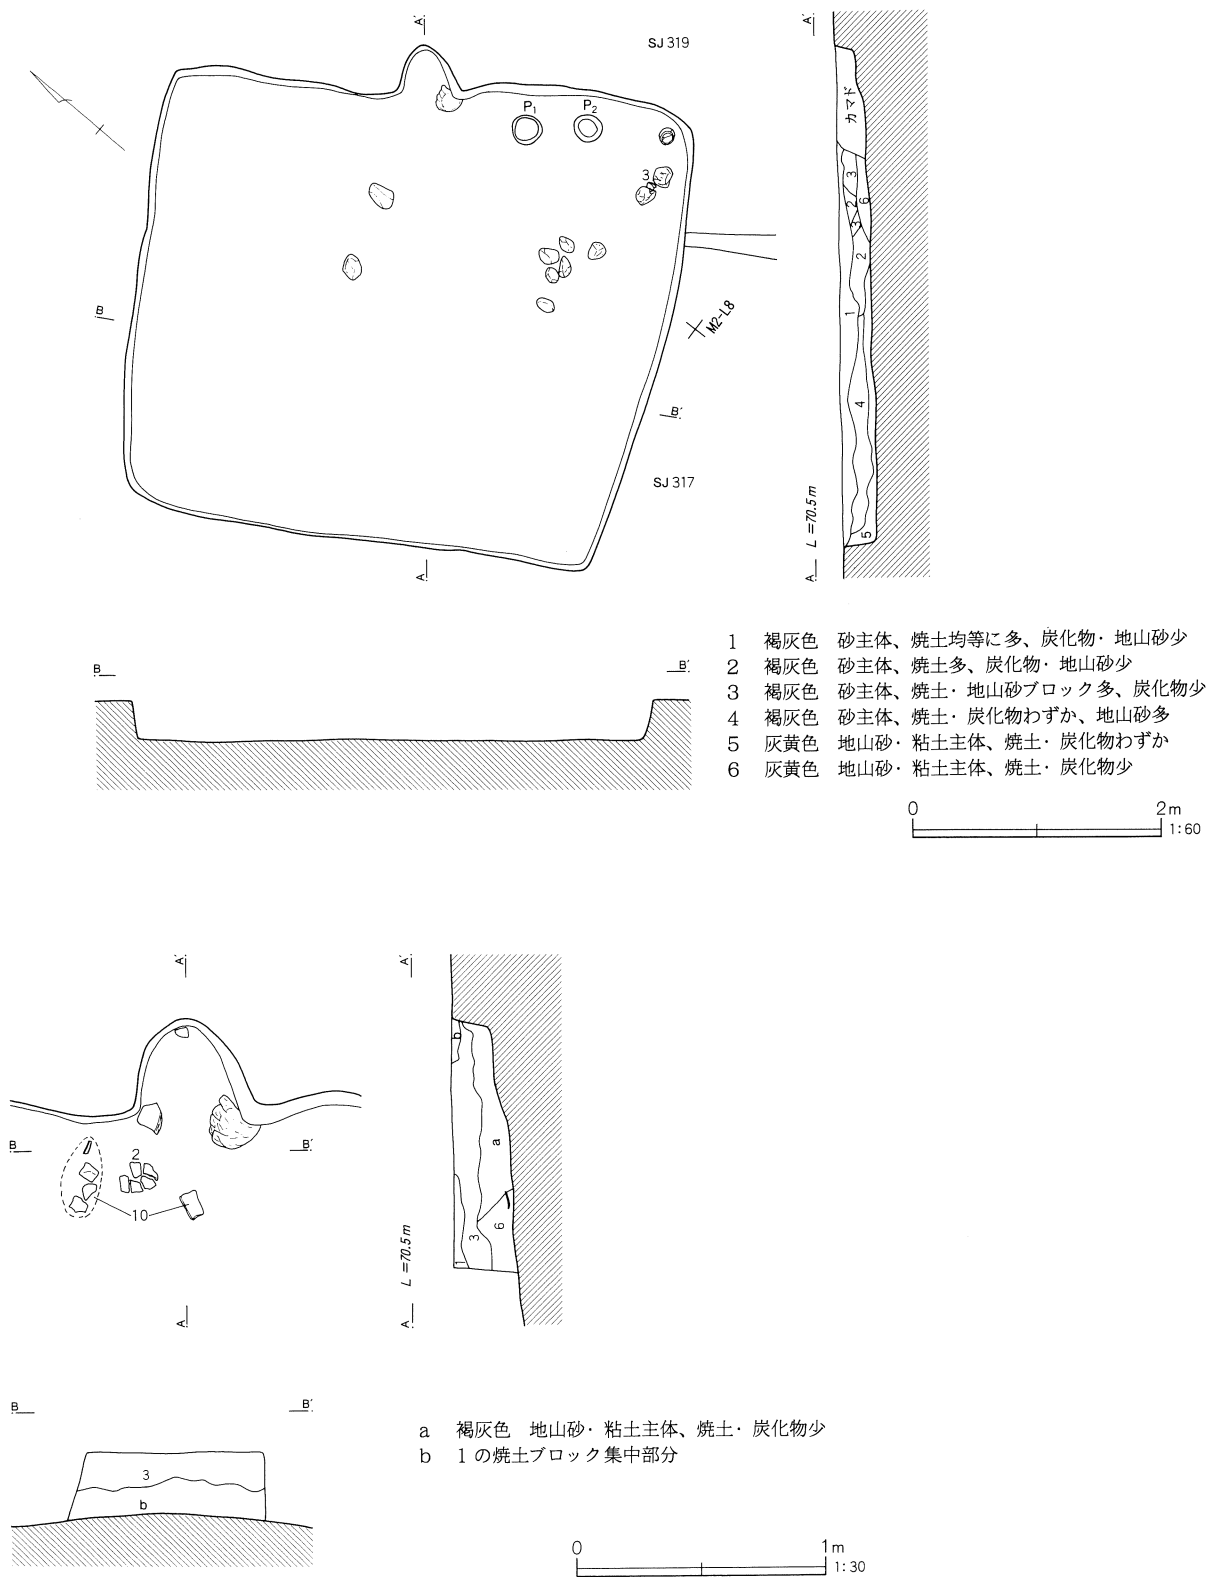 A′
SJ 319
P1
P2
3
B
M2-L8
B′
SJ 317
A
A′
カマド
3
6
2
3
2
1
4
5
A
L=70.5m
B
B′
1 褐灰色 砂主体、焼土均等に多、炭化物・地山砂少
2 褐灰色 砂主体、焼土多、炭化物・地山砂少
3 褐灰色 砂主体、焼土・地山砂ブロック多、炭化物少
4 褐灰色 砂主体、焼土・炭化物わずか、地山砂多
5 灰黄色 地山砂・粘土主体、焼土・炭化物わずか
6 灰黄色 地山砂・粘土主体、焼土・炭化物少
0 2m
1:60
A′
B
B′
2
10
A
A′
b
a
6
3
1
A
L=70.5m
B
B′
3
b
a 褐灰色 地山砂・粘土主体、焼土・炭化物少
b 1の焼土ブロック集中部分
0 1m
1:30